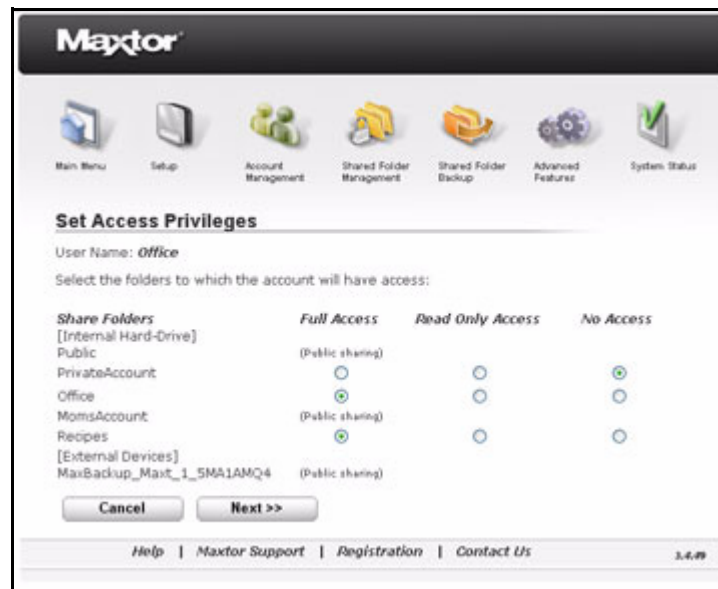 Maxtor
Main Menu
Setup
Account Management
Shared Folder Management
Shared Folder Backup
Advanced Features
System Status
Set Access Privileges
User Name: Office
Select the folders to which the account will have access:
Share Folders Full Access Read Only Access No Access
[Internal Hard-Drive]
Public (Public sharing)
PrivateAccount
Office
MomsAccount (Public sharing)
Recipes
[External Devices]
MaxBackup_Maxt_1_5MA1AMQ4 (Public sharing)
Cancel Next >>
Help | Maxtor Support | Registration | Contact Us